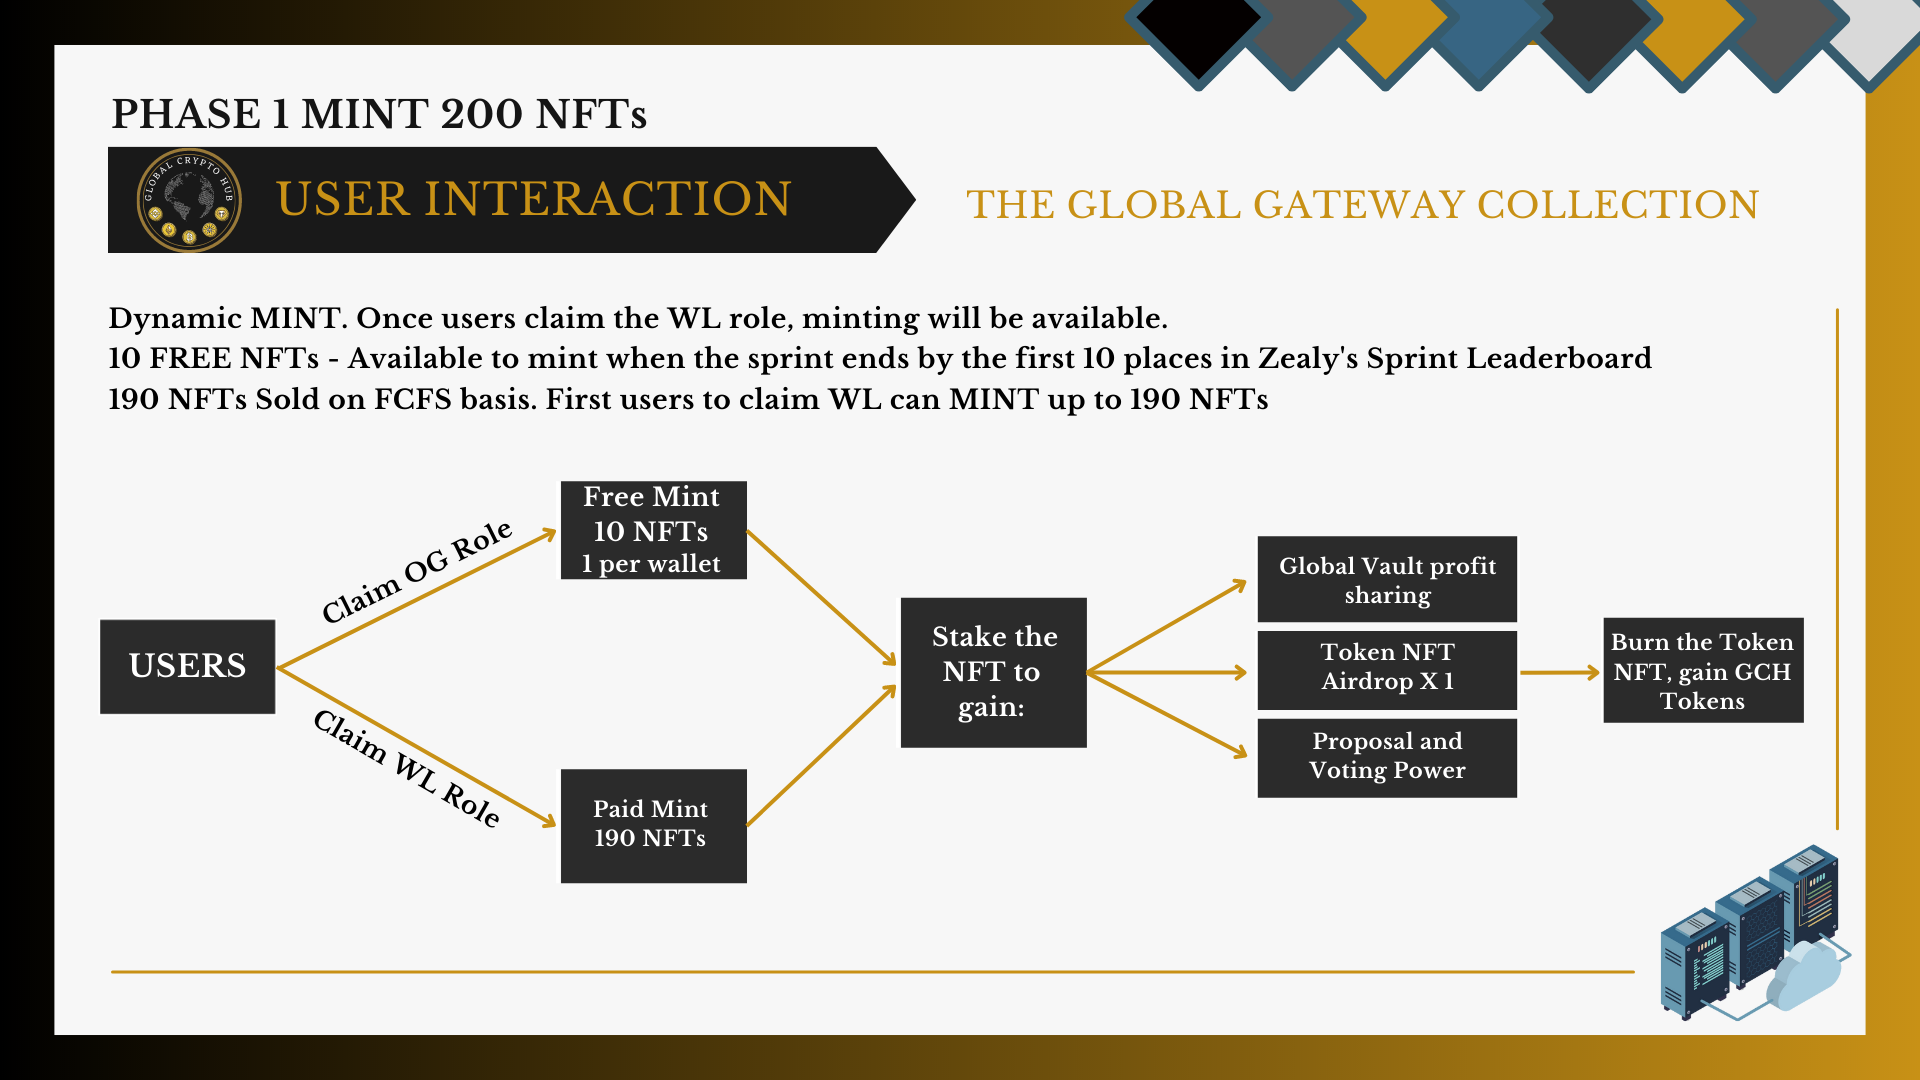 PHASE 1 MINT 200 NFTs
GLOBAL CRYPTO HUB
USER INTERACTION
THE GLOBAL GATEWAY COLLECTION
Dynamic MINT. Once users claim the WL role, minting will be available.
10 FREE NFTs - Available to mint when the sprint ends by the first 10 places in Zealy's Sprint Leaderboard
190 NFTs Sold on FCFS basis. First users to claim WL can MINT up to 190 NFTs
USERS
Claim OG Role
Claim WL Role
Free Mint
10 NFTs
1 per wallet
Paid Mint
190 NFTs
Stake the
NFT to
gain:
Global Vault profit
sharing
Token NFT
Airdrop X 1
Proposal and
Voting Power
Burn the Token
NFT, gain GCH
Tokens